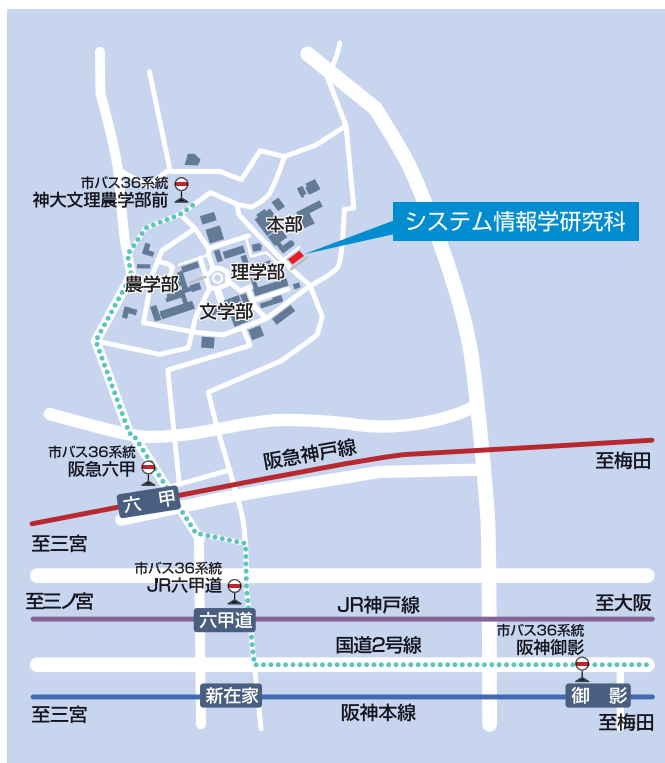 市バス36系統
神大文理農学部前
システム情報学研究科
本部
理学部
農学部
文学部
市バス36系統
阪急六甲
阪急神戸線
至梅田
六 甲
至三宮
市バス36系統
JR六甲道
至三ノ宮
JR神戸線
至大阪
六甲道
市バス36系統
阪神御影
国道2号線
新在家
御 影
至三宮
阪神本線
至梅田